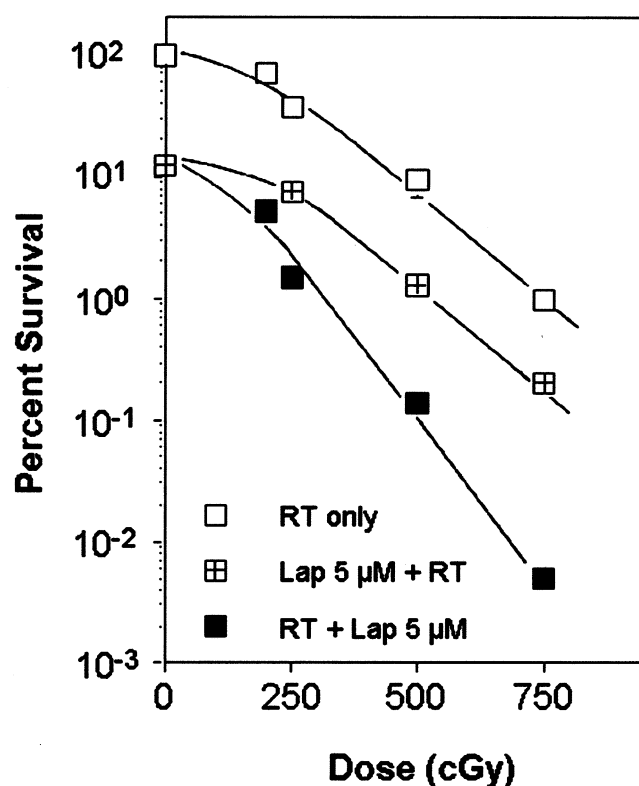 Percent Survival
10²
10¹
10⁰
10⁻¹
10⁻²
10⁻³
RT only
Lap 5 µM + RT
RT + Lap 5 µM
0 250 500 750
Dose (cGy)